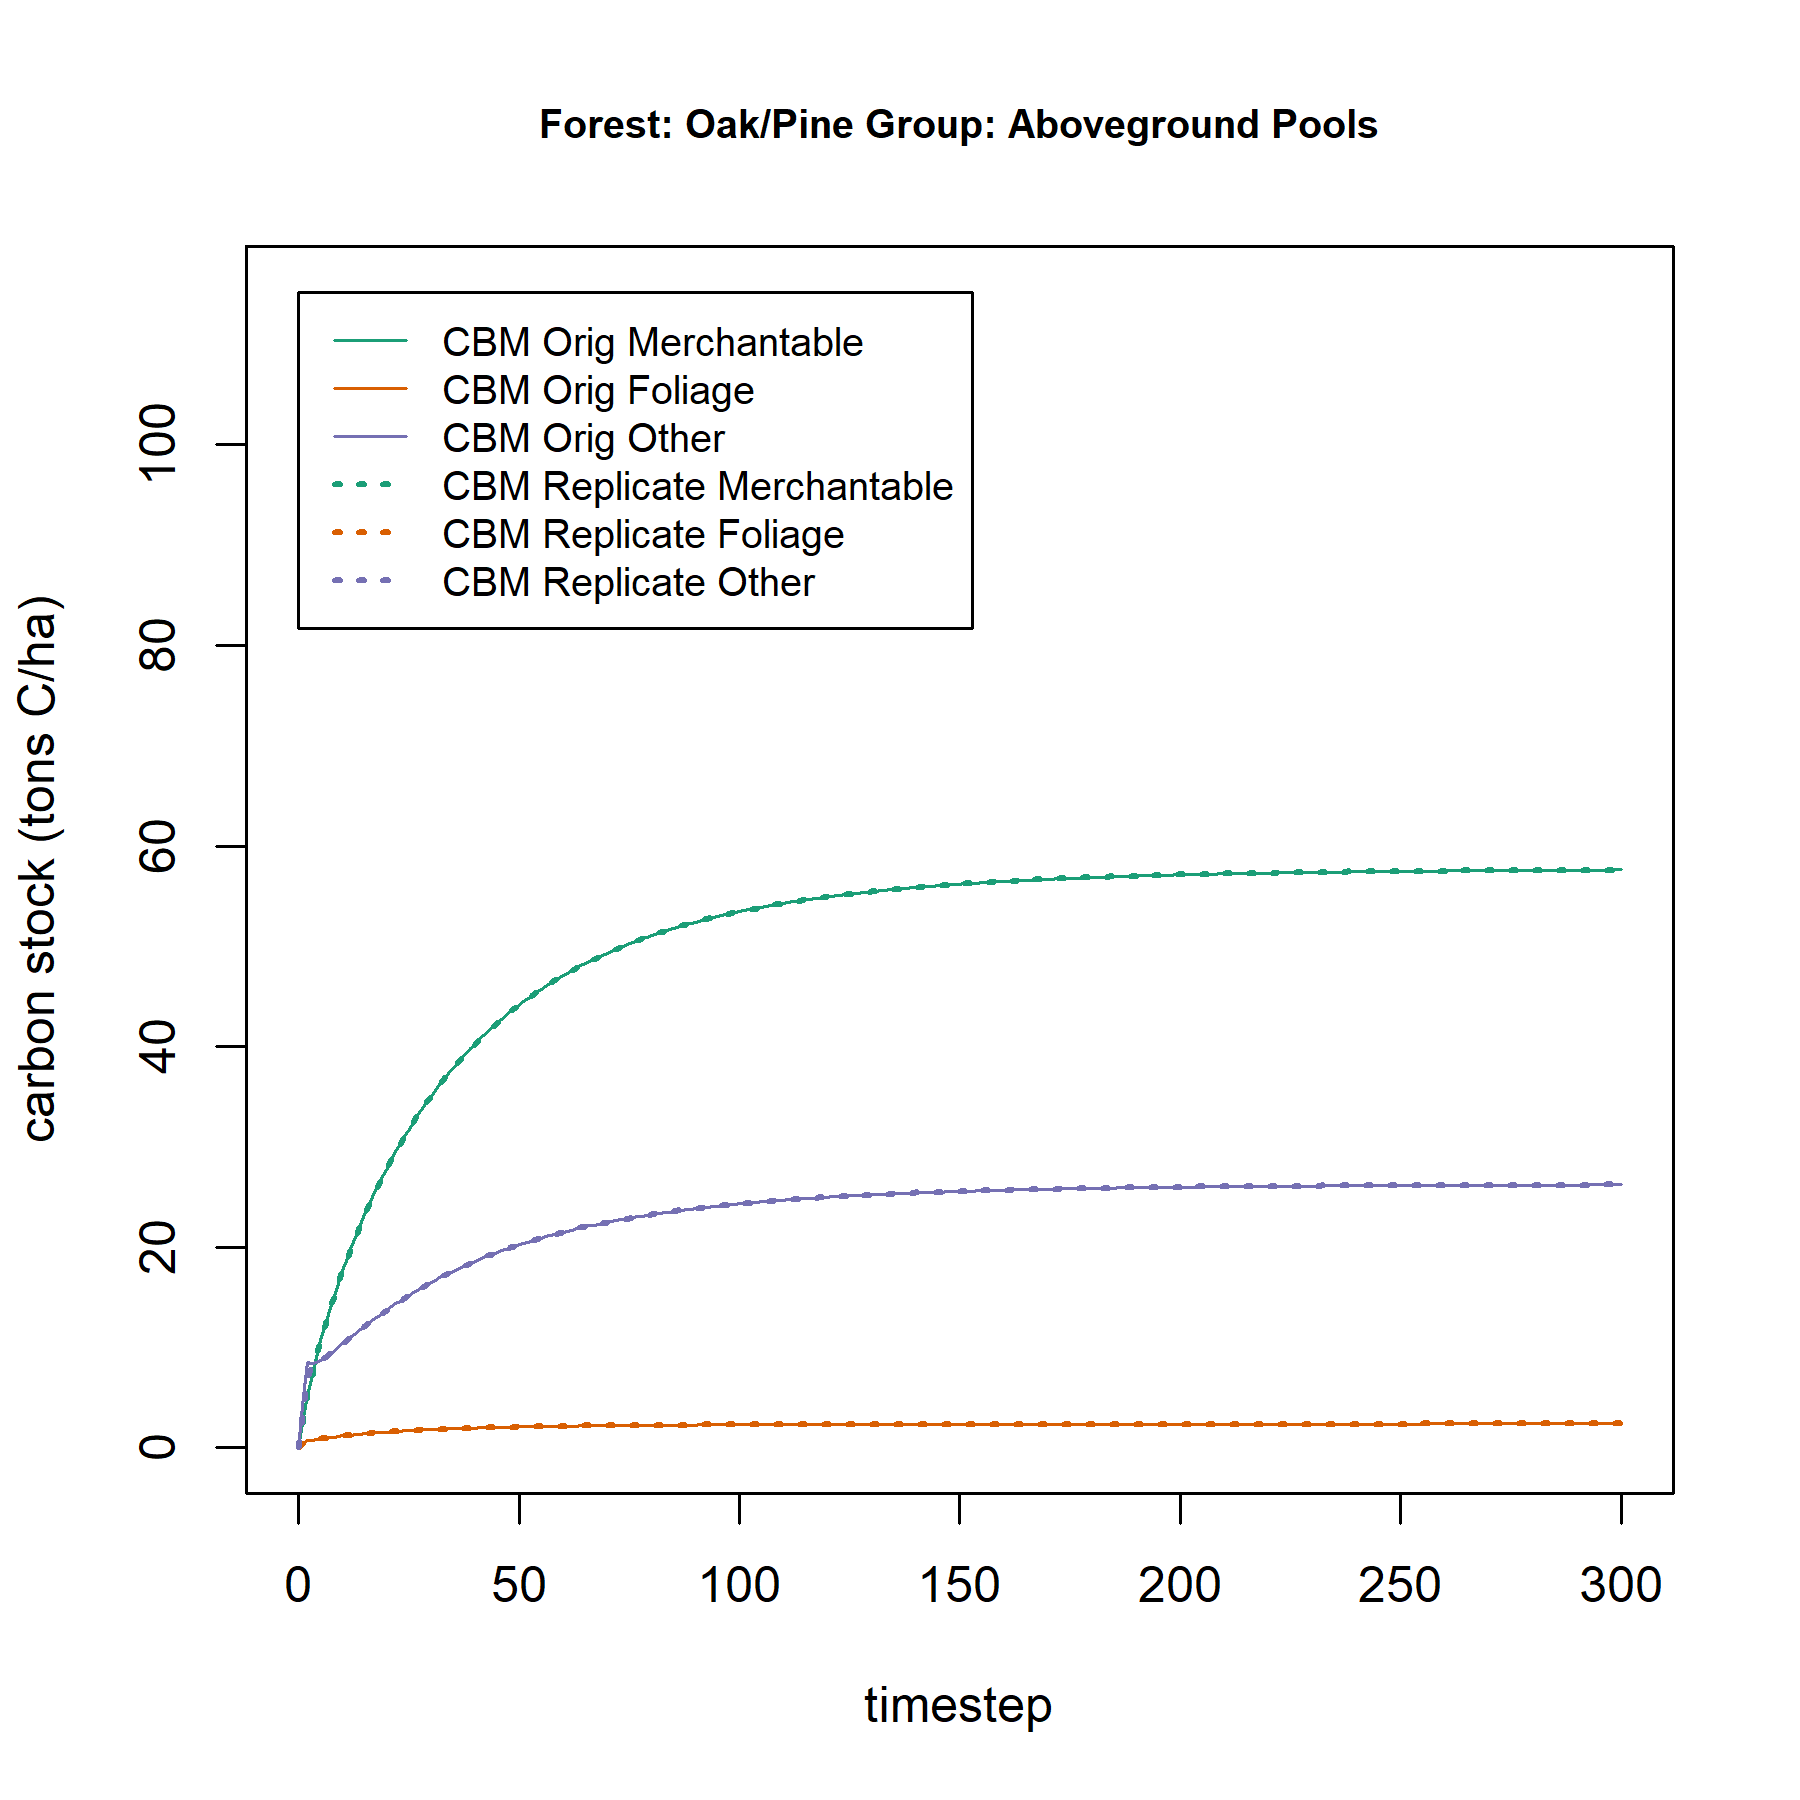 Forest: Oak/Pine Group: Aboveground Pools
CBM Orig Merchantable
CBM Orig Foliage
CBM Orig Other
CBM Replicate Merchantable
CBM Replicate Foliage
CBM Replicate Other
carbon stock (tons C/ha)
100
80
60
40
20
0
0 50 100 150 200 250 300
timestep